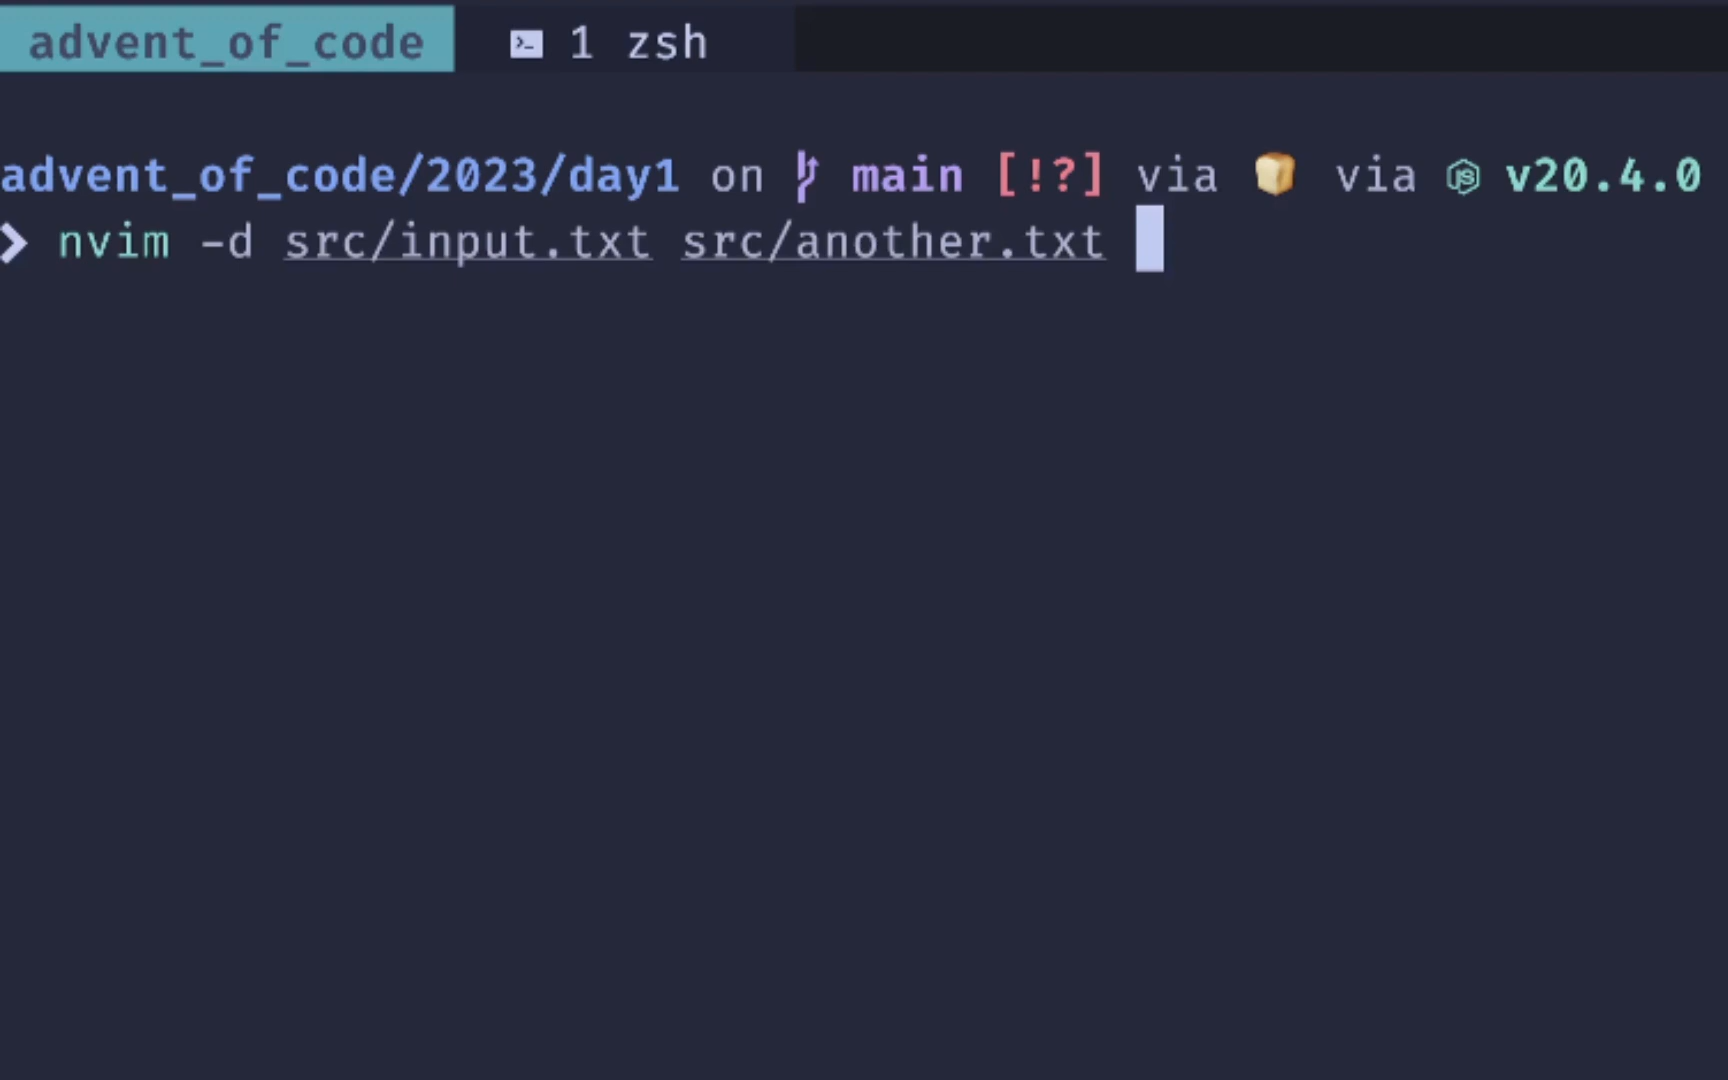 advent_of_code 1 zsh
advent_of_code/2023/day1 on main [!?] via via v20.4.0
❯ nvim -d src/input.txt src/another.txt